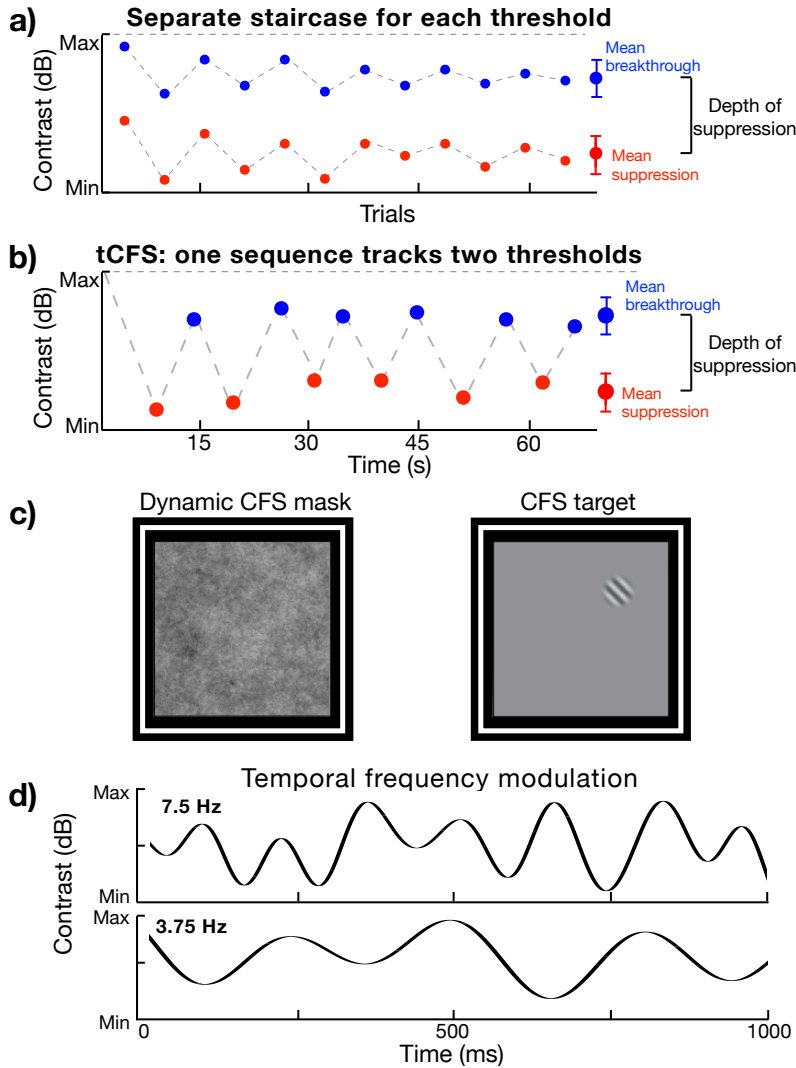 a) Separate staircase for each threshold
Max
Contrast (dB)
Min
Trials
Mean
breakthrough
Depth of
suppression
Mean
suppression
b) tCFS: one sequence tracks two thresholds
Max
Contrast (dB)
Min
15 30 45 60
Time (s)
Mean
breakthrough
Depth of
suppression
Mean
suppression
c)
Dynamic CFS mask CFS target
d) Temporal frequency modulation
Contrast (dB)
Max
7.5 Hz
Min
Max
3.75 Hz
Min
0 500 1000
Time (ms)